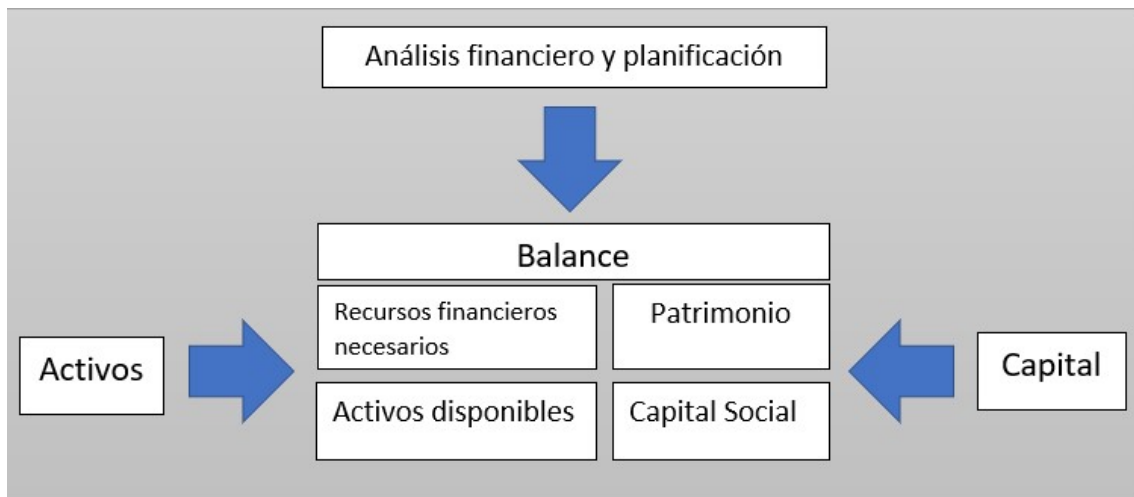 Análisis financiero y planificación
Balance
Recursos financieros
necesarios
Patrimonio
Activos
Capital
Activos disponibles
Capital Social